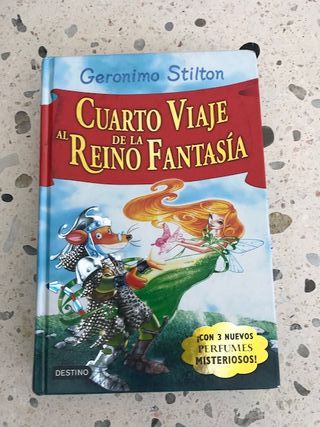 Geronimo Stilton
CUARTO VIAJE
AL
DE LA
REINO FANTASÍA
¡CON 3 NUEVOS
PERFUMES
MISTERIOSOS!
DESTINO